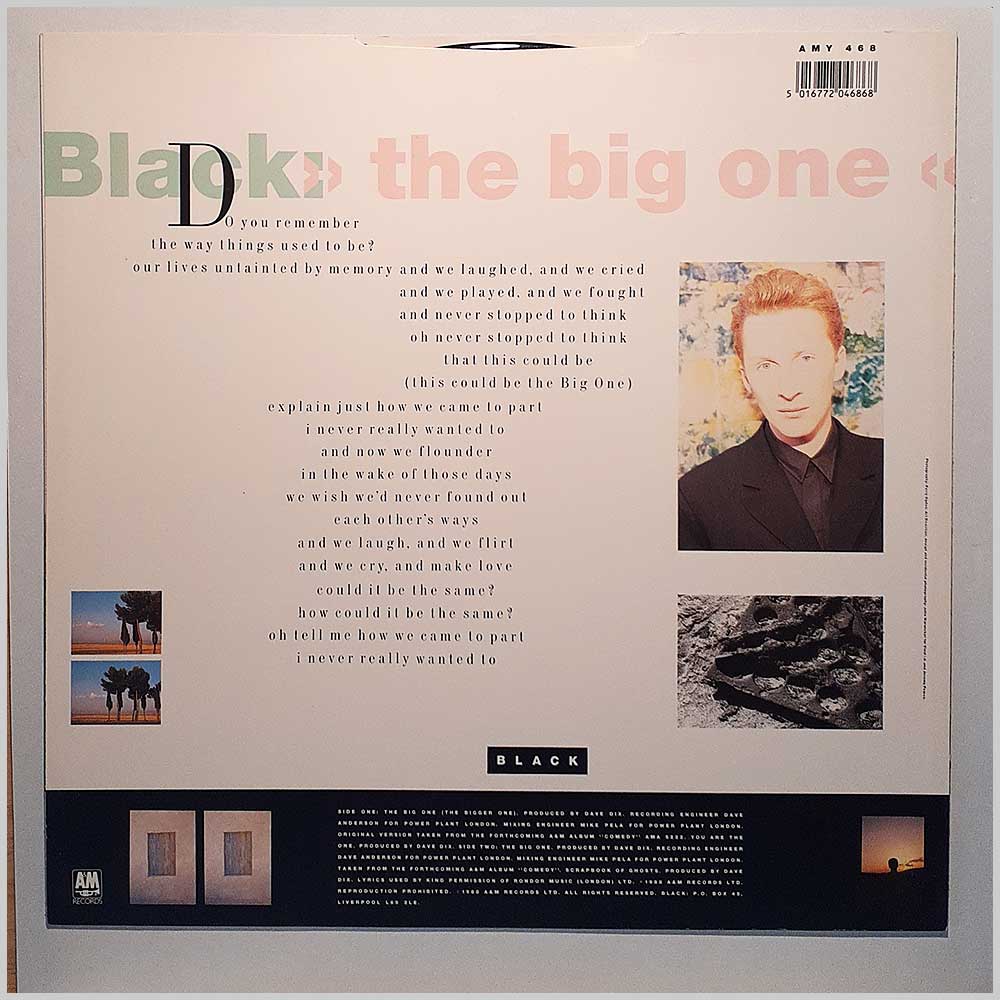 AMY 468
5 016772 046868
Black: » the big one «
DO you remember
the way things used to be?
our lives untainted by memory and we laughed, and we cried
and we played, and we fought
and never stopped to think
oh never stopped to think
that this could be
(this could be the Big One)
explain just how we came to part
i never really wanted to
and now we flounder
in the wake of those days
we wish we'd never found out
each other's ways
and we laugh, and we flirt
and we cry, and make love
could it be the same?
how could it be the same?
oh tell me how we came to part
i never really wanted to
BLACK
SIDE ONE: THE BIG ONE (THE BIGGER ONE). PRODUCED BY DAVE DIX. RECORDING ENGINEER DAVE
ANDERSON FOR POWER PLANT LONDON. MIXING ENGINEER MIKE PELA FOR POWER PLANT LONDON.
ORIGINAL VERSION TAKEN FROM THE FORTHCOMING A&M ALBUM "COMEDY" AMA 5222. YOU ARE THE
ONE. PRODUCED BY DAVE DIX. SIDE TWO: THE BIG ONE. PRODUCED BY DAVE DIX. RECORDING ENGINEER
DAVE ANDERSON FOR POWER PLANT LONDON. MIXING ENGINEER MIKE PELA FOR POWER PLANT LONDON.
TAKEN FROM THE FORTHCOMING A&M ALBUM "COMEDY". SCRAPBOOK OF GHOSTS. PRODUCED BY DAVE
DIX. LYRICS USED BY KIND PERMISSION OF RONDOR MUSIC (LONDON) LTD. 1988 A&M RECORDS LTD.
REPRODUCTION PROHIBITED. 1988 A&M RECORDS LTD. ALL RIGHTS RESERVED. BLACK: P.O. BOX 43,
LIVERPOOL
A&M
RECORDS